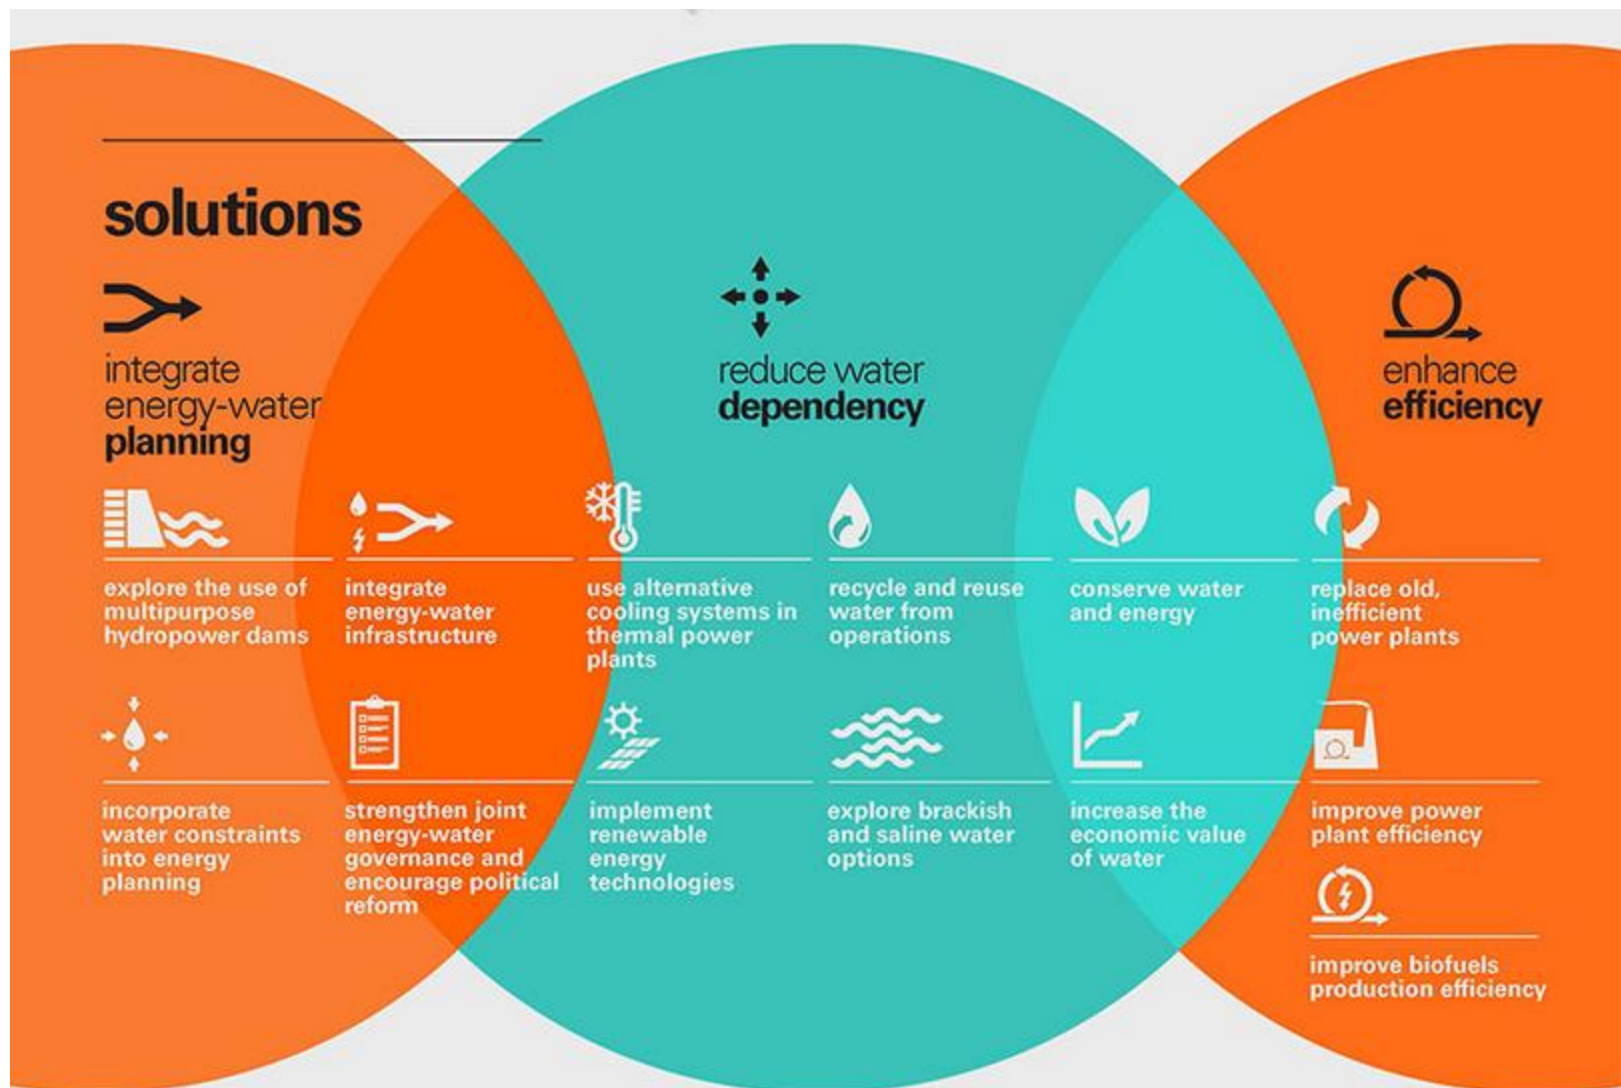 solutions
integrate
energy-water
planning
reduce water
dependency
enhance
efficiency
explore the use of
multipurpose
hydropower dams
integrate
energy-water
infrastructure
use alternative
cooling systems in
thermal power
plants
recycle and reuse
water from
operations
conserve water
and energy
replace old,
inefficient
power plants
incorporate
water constraints
into energy
planning
strengthen joint
energy-water
governance and
encourage political
reform
implement
renewable
energy
technologies
explore brackish
and saline water
options
increase the
economic value
of water
improve power
plant efficiency
improve biofuels
production efficiency